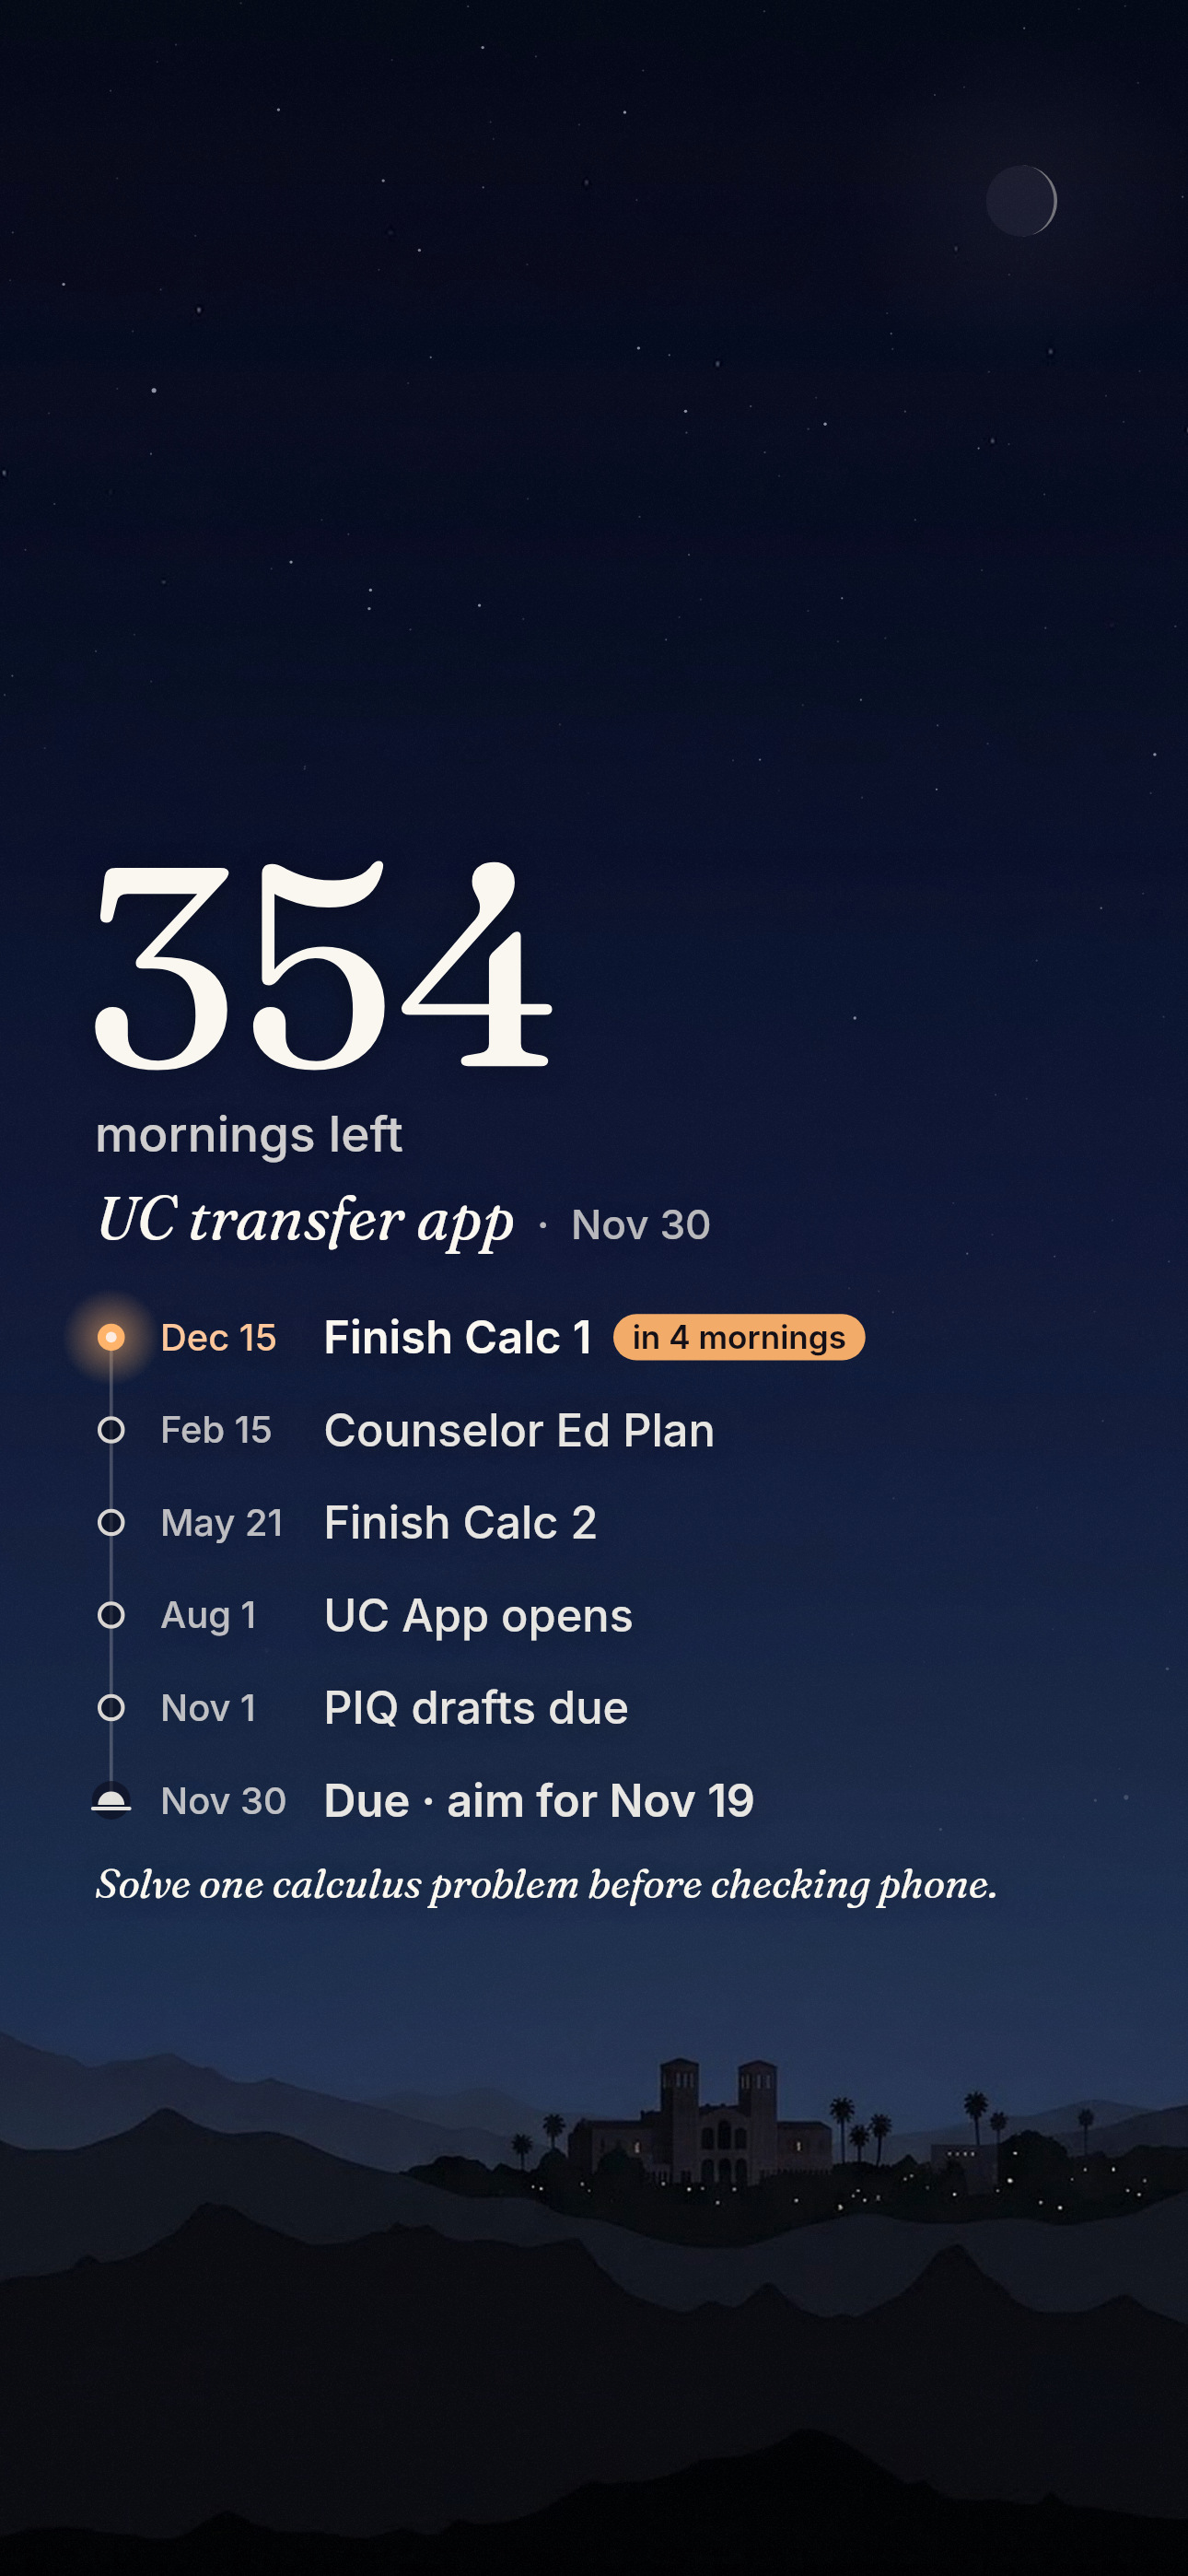 354
mornings left
UC transfer app · Nov 30
Dec 15 Finish Calc 1 in 4 mornings
Feb 15 Counselor Ed Plan
May 21 Finish Calc 2
Aug 1 UC App opens
Nov 1 PIQ drafts due
Nov 30 Due · aim for Nov 19
Solve one calculus problem before checking phone.